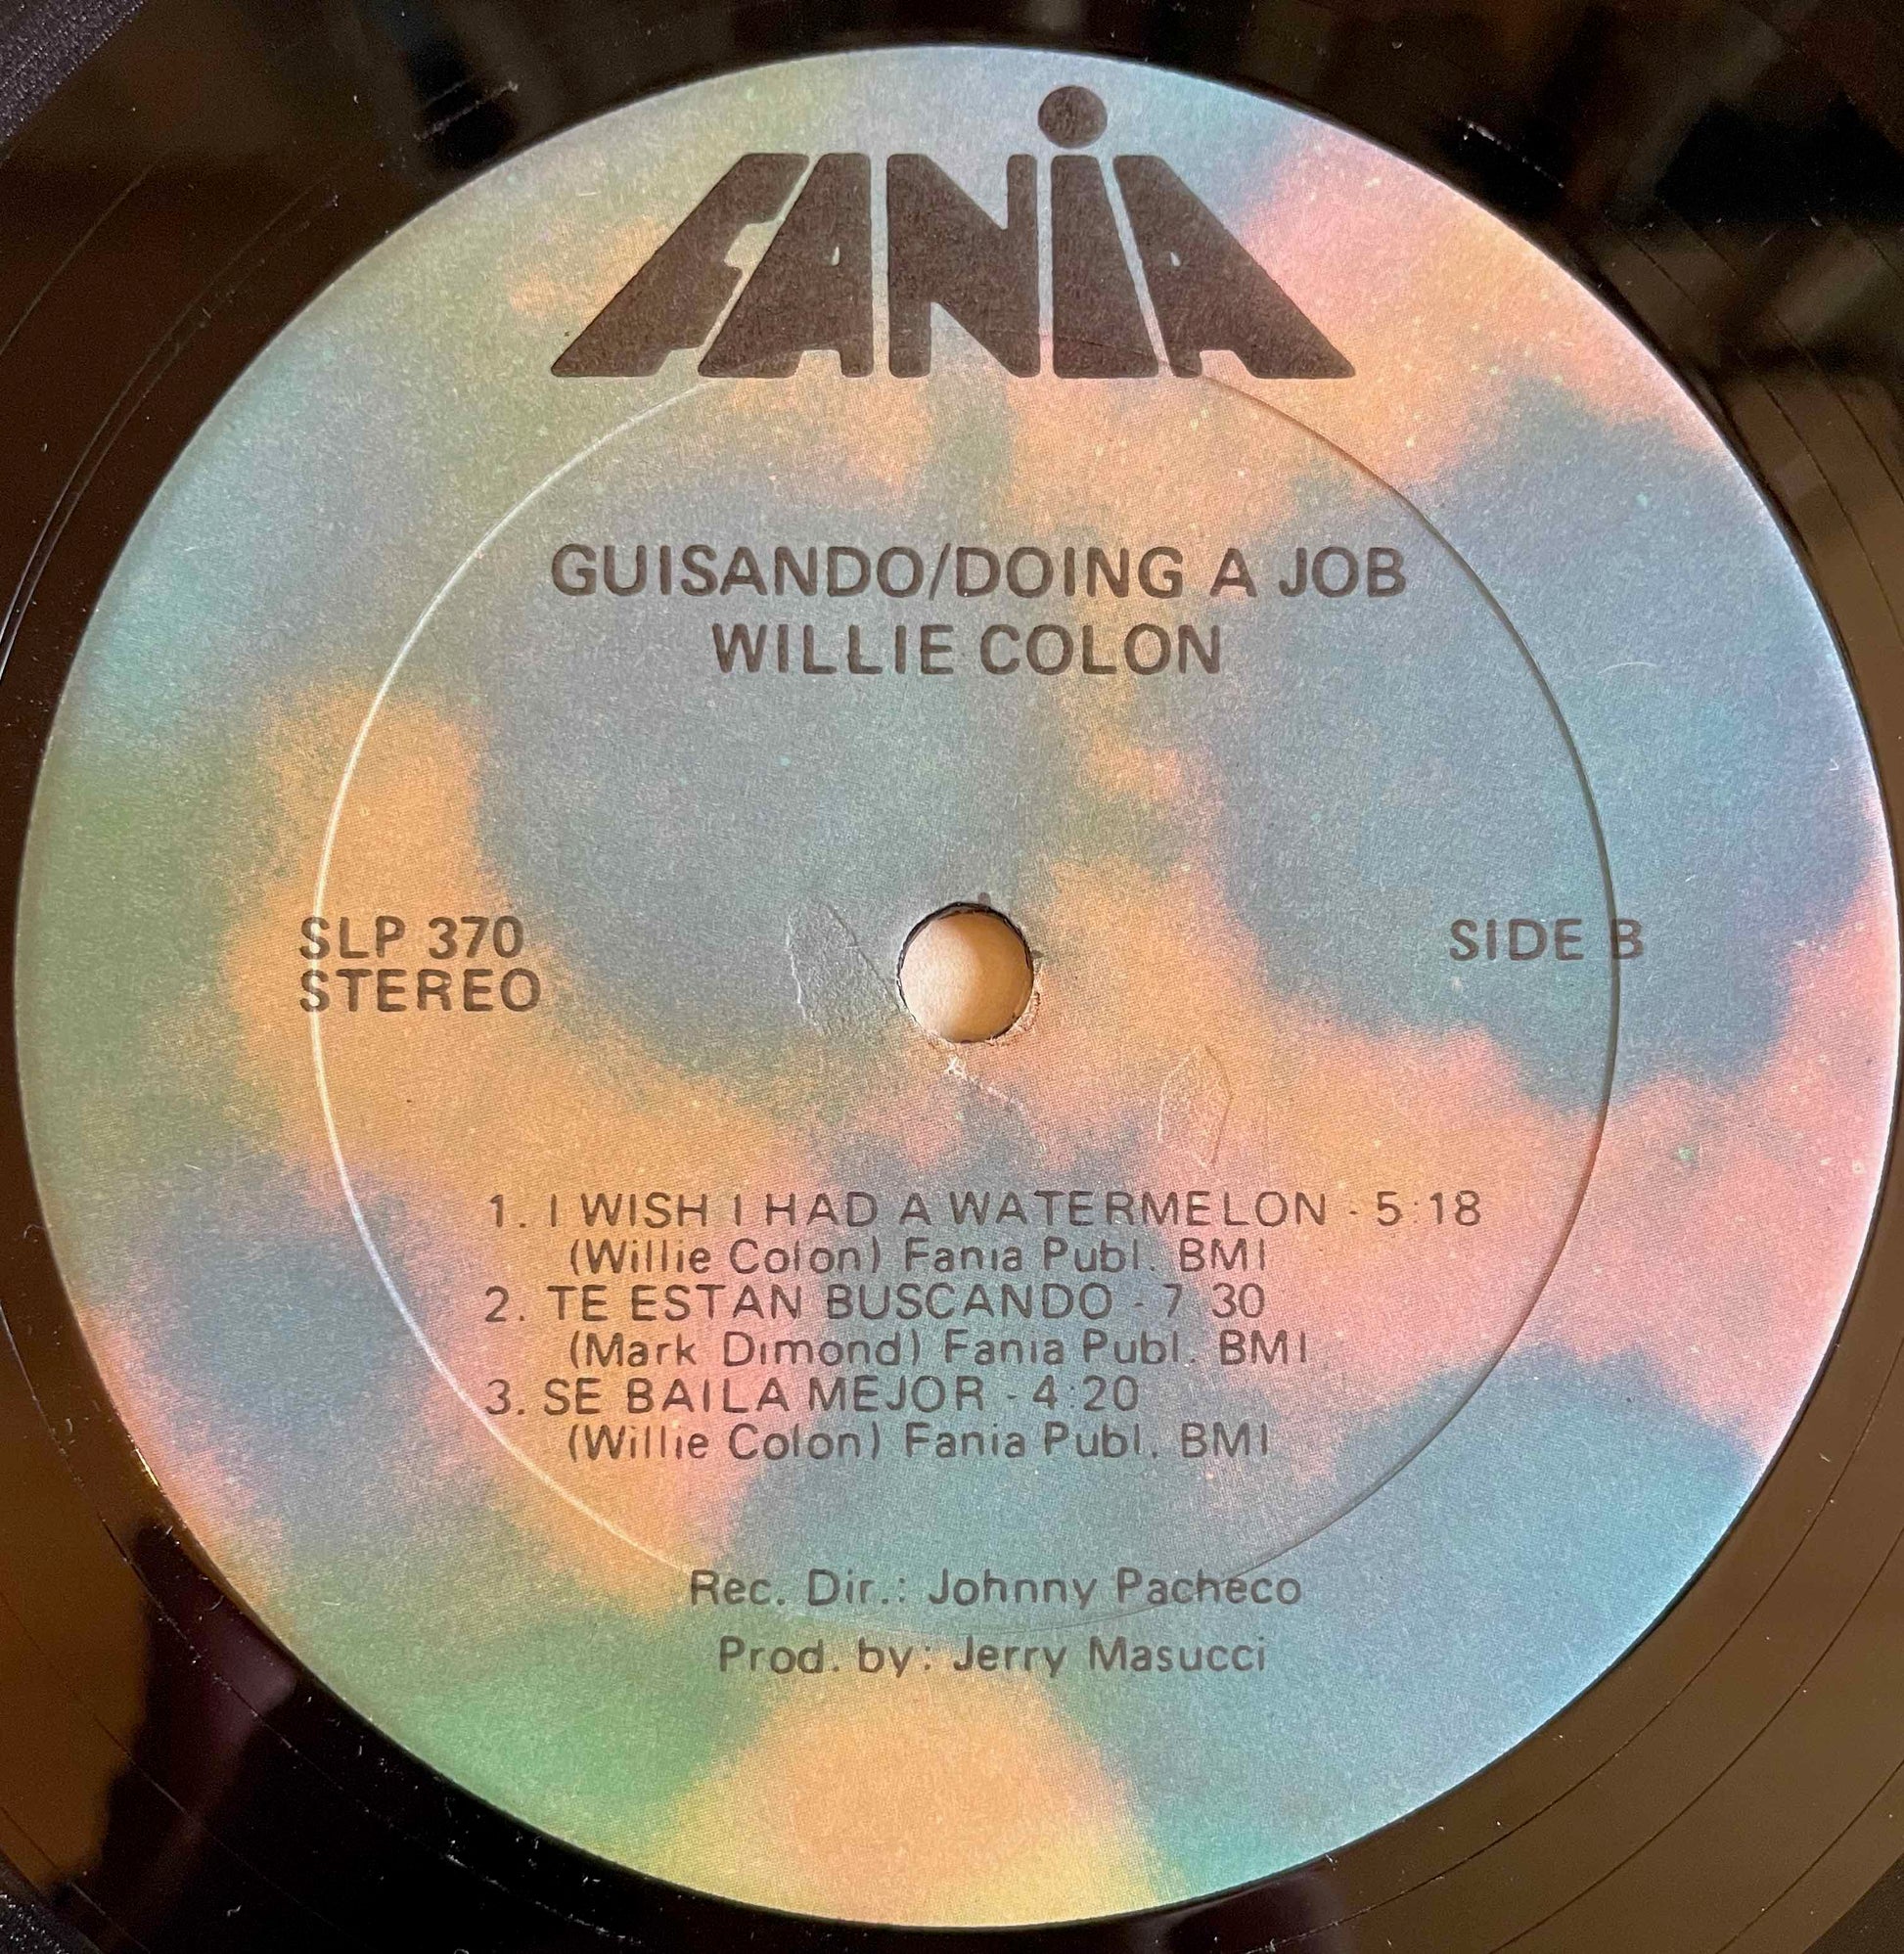 FANiA
GUISANDO/DOING A JOB
WILLIE COLON
SLP 370
STEREO
SIDE B
1. I WISH I HAD A WATERMELON - 5:18
(Willie Colon) Fania Publ. BMI
2. TE ESTAN BUSCANDO - 7 30
(Mark Dimond) Fania Publ. BMI
3. SE BAILA MEJOR - 4:20
(Willie Colon) Fania Publ. BMI
Rec. Dir.: Johnny Pacheco
Prod. by: Jerry Masucci